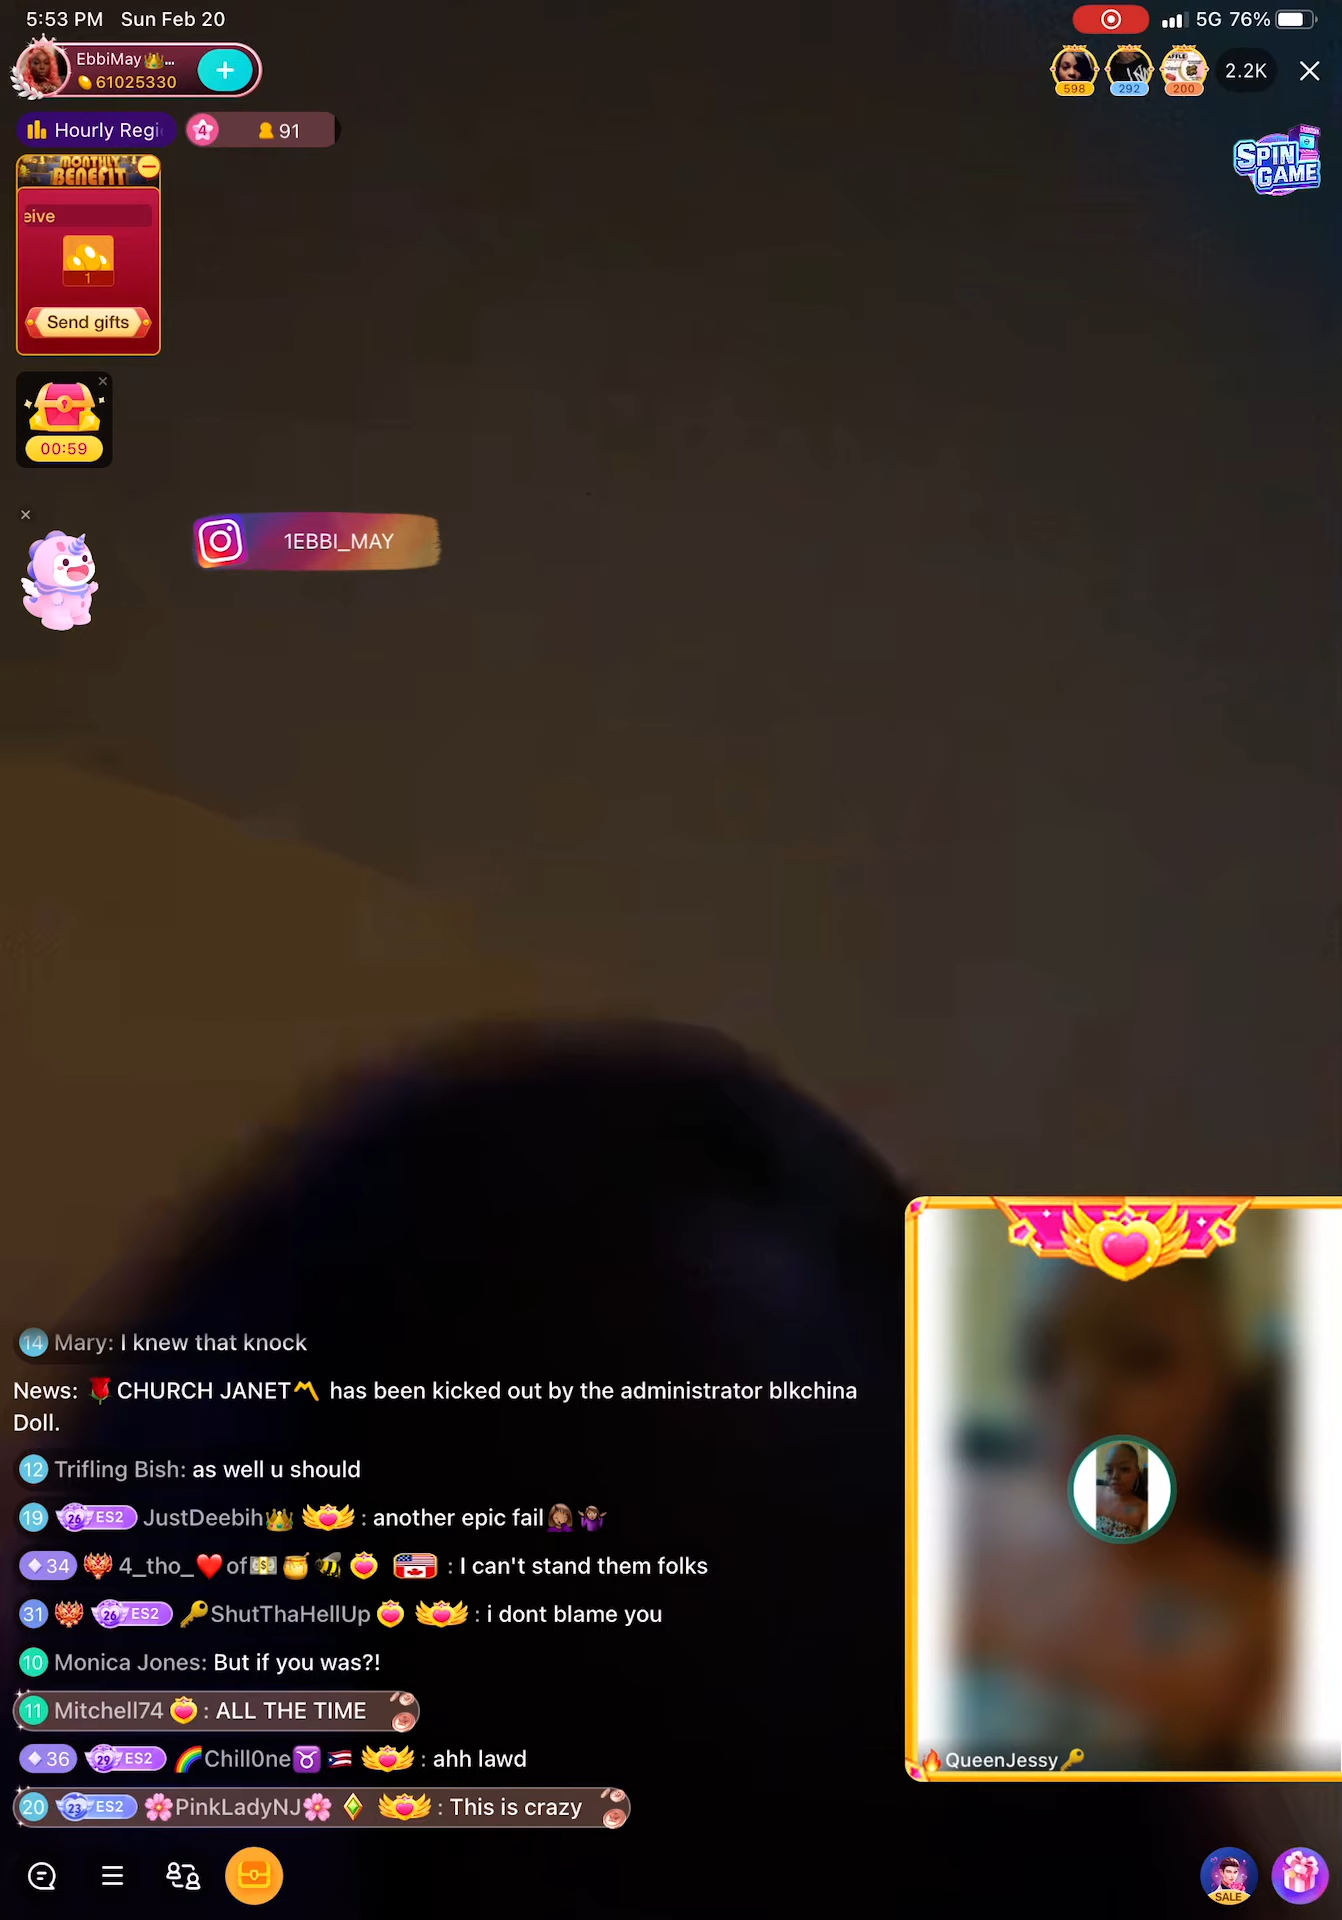 5:53 PM Sun Feb 20
5G 76%
EbbiMay👑...
61025330
598
292
200
2.2K
Hourly Regi
4
91
SPIN GAME
MONTHLY
BENEFIT
eive
1
Send gifts
00:59
1EBBI_MAY
14 Mary: I knew that knock
News: 🌹CHURCH JANET〽️ has been kicked out by the administrator blkchina
Doll.
12 Trifling Bish: as well u should
19 26 ES2 JustDeebih👑 : another epic fail🤦🏽‍♀️🤷🏽‍♀️
34 4_tho_❤️of💵🍯🐝 : I can't stand them folks
31 26 ES2 🔑ShutThaHellUp : i dont blame you
10 Monica Jones: But if you was?!
11 Mitchell74 : ALL THE TIME
36 29 ES2 🌈Chill0ne♉🇵🇷 : ahh lawd
20 23 ES2 🌸PinkLadyNJ🌸 : This is crazy
🔥QueenJessy🔑
SALE